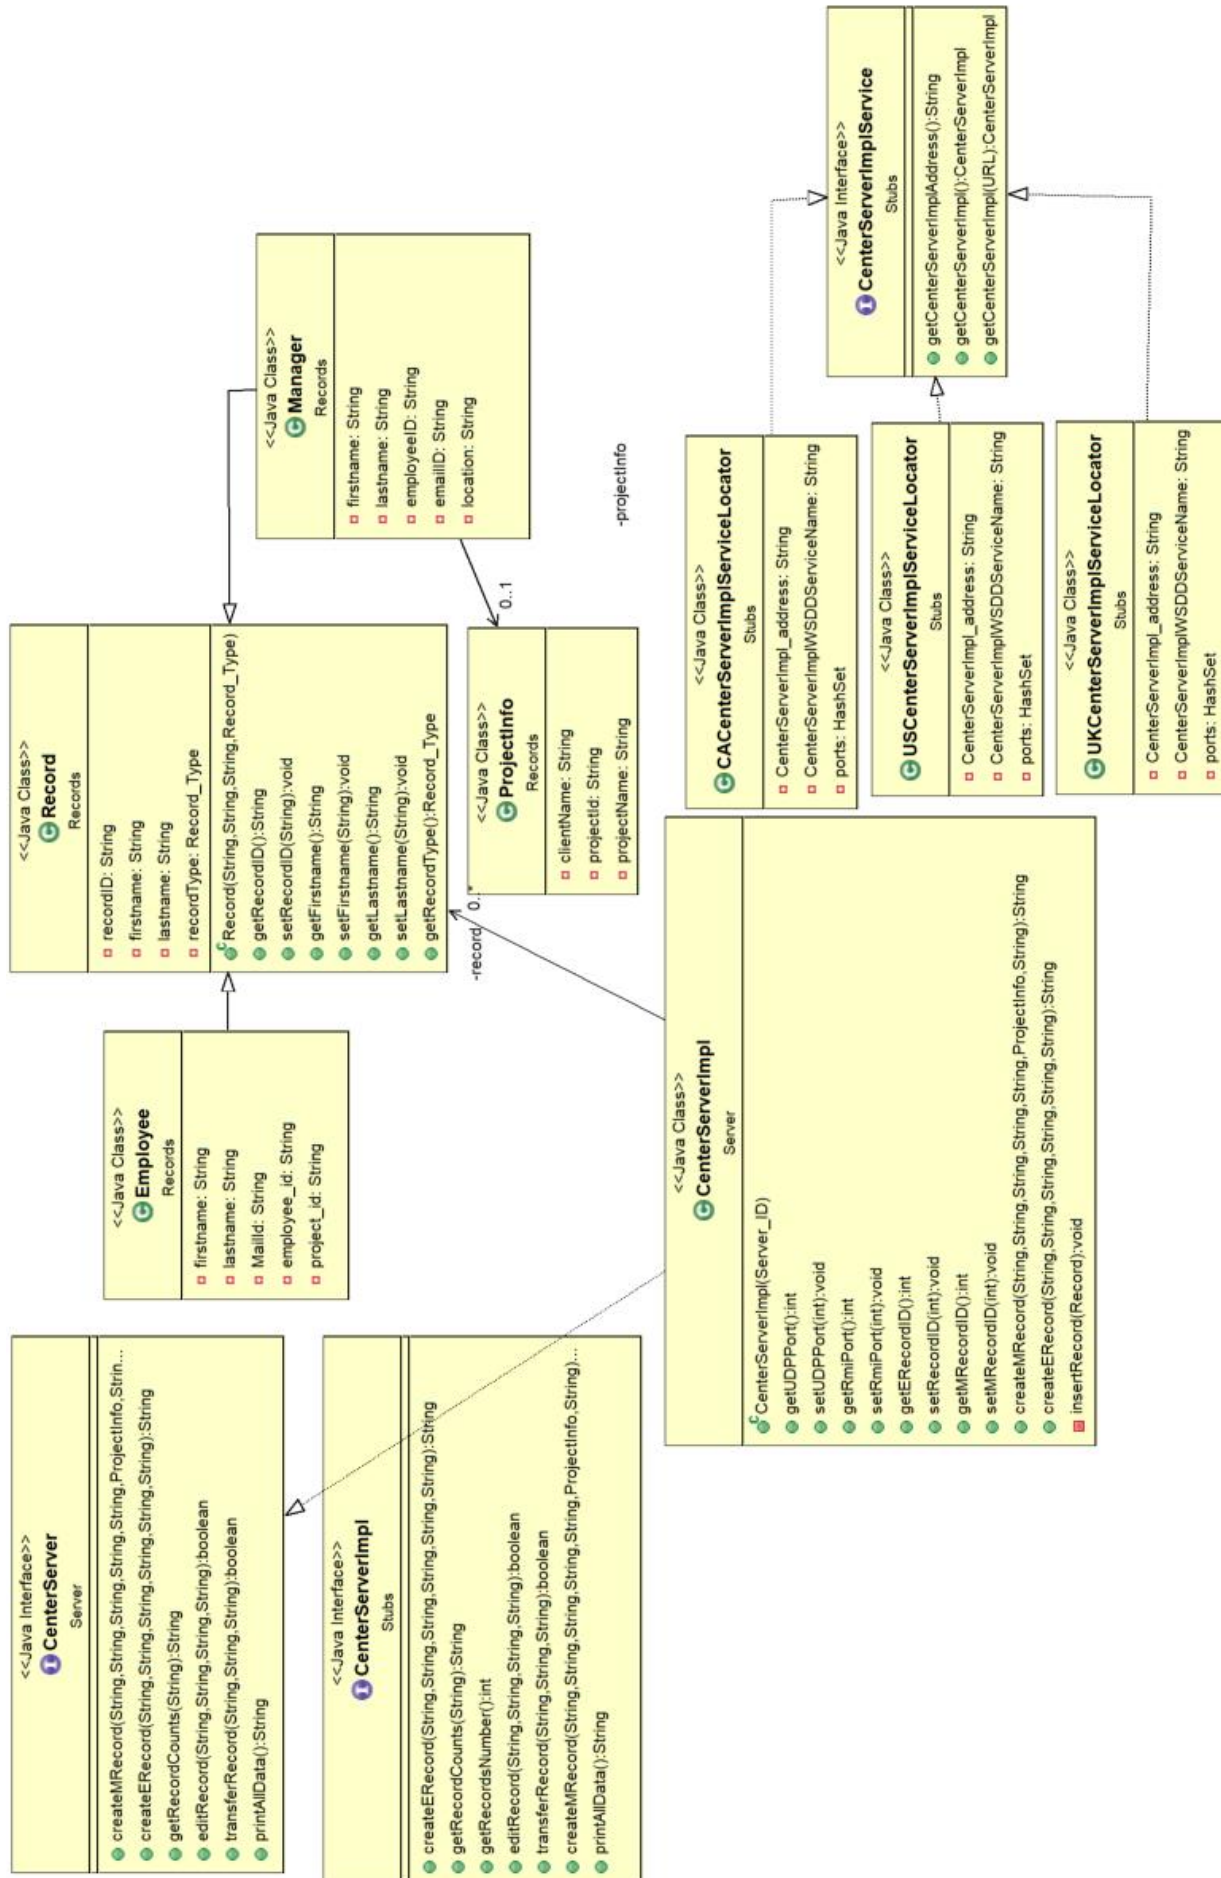 <<Java Interface>>
CenterServer
Server
createMRecord(String,String,String,String,ProjectInfo,Strin...
createERecord(String,String,String,String,String,String):String
getRecordCounts(String):String
editRecord(String,String,String,String):boolean
transferRecord(String,String,String):boolean
printAllData():String
<<Java Class>>
Employee
Records
firstname: String
lastname: String
MailId: String
employee_id: String
project_id: String
<<Java Class>>
Record
Records
recordID: String
firstname: String
lastname: String
recordType: Record_Type
Record(String,String,String,Record_Type)
getRecordID():String
setRecordID(String):void
getFirstname():String
setFirstname(String):void
getLastname():String
setLastname(String):void
getRecordType():Record_Type
<<Java Class>>
Manager
Records
firstname: String
lastname: String
employeeID: String
emailID: String
location: String
<<Java Interface>>
CenterServerImpl
Stubs
createERecord(String,String,String,String,String,String):String
getRecordCounts(String):String
getRecordsNumber():int
editRecord(String,String,String,String):boolean
transferRecord(String,String,String):boolean
createMRecord(String,String,String,String,ProjectInfo,String)...
printAllData():String
-record
0..*
<<Java Class>>
ProjectInfo
Records
clientName: String
projectId: String
projectName: String
0..1
-projectInfo
<<Java Class>>
CenterServerImpl
Server
CenterServerImpl(Server_ID)
getUDPPort():int
setUDPPort(int):void
getRmiPort():int
setRmiPort(int):void
getERecordID():int
setRecordID(int):void
getMRecordID():int
setMRecordID(int):void
createMRecord(String,String,String,String,ProjectInfo,String):String
createERecord(String,String,String,String,String,String):String
insertRecord(Record):void
<<Java Class>>
CACenterServerImplServiceLocator
Stubs
CenterServerImpl_address: String
CenterServerImplWSDDServiceName: String
ports: HashSet
<<Java Class>>
USCenterServerImplServiceLocator
Stubs
CenterServerImpl_address: String
CenterServerImplWSDDServiceName: String
ports: HashSet
<<Java Class>>
UKCenterServerImplServiceLocator
Stubs
CenterServerImpl_address: String
CenterServerImplWSDDServiceName: String
ports: HashSet
<<Java Interface>>
CenterServerImplService
Stubs
getCenterServerImplAddress():String
getCenterServerImpl():CenterServerImpl
getCenterServerImpl(URL):CenterServerImpl